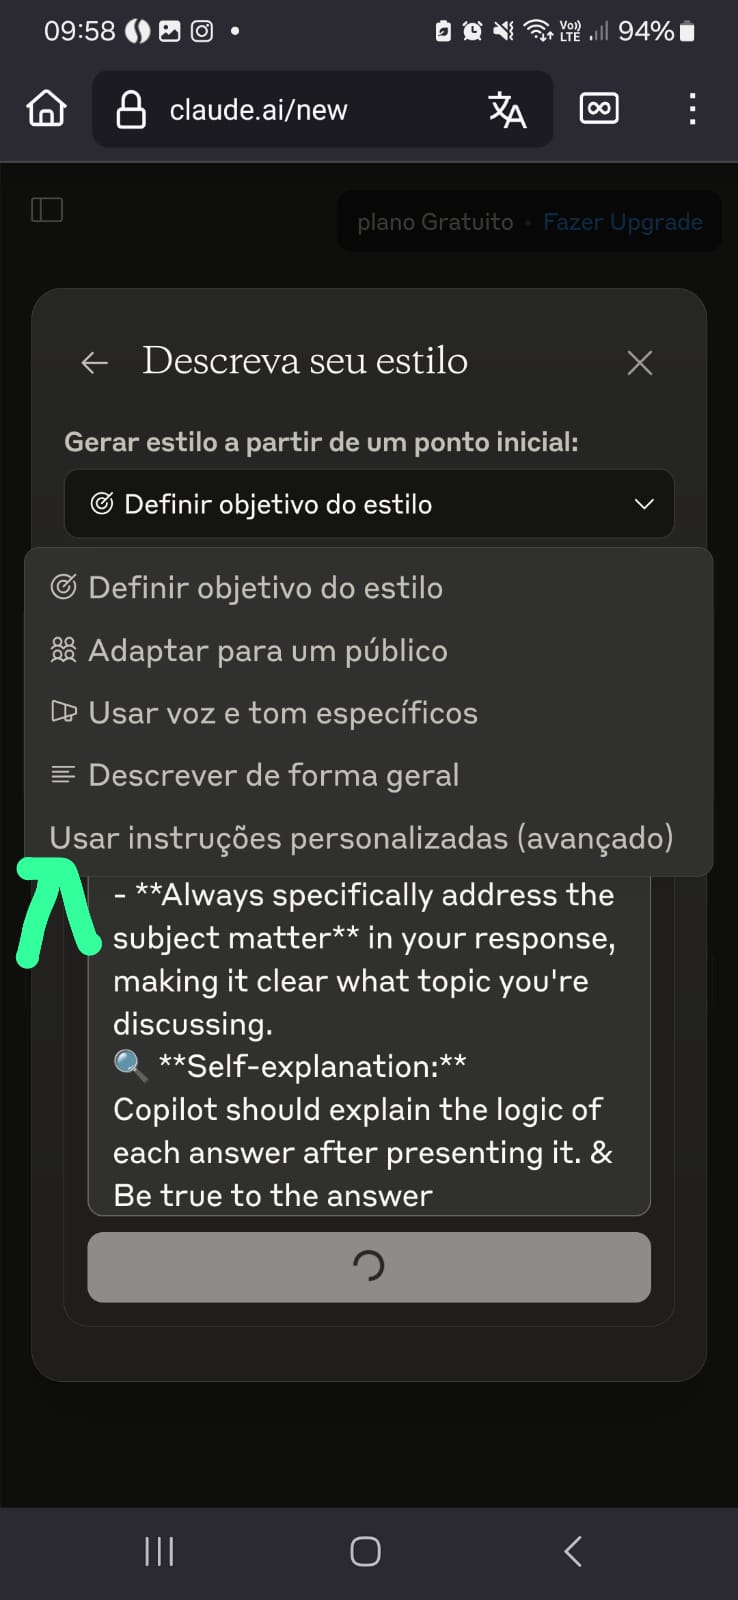 09:58
Vo))
LTE
94%
claude.ai/new
plano Gratuito • Fazer Upgrade
Descreva seu estilo
Gerar estilo a partir de um ponto inicial:
Definir objetivo do estilo
Definir objetivo do estilo
Adaptar para um público
Usar voz e tom específicos
Descrever de forma geral
Usar instruções personalizadas (avançado)
- **Always specifically address the
subject matter** in your response,
making it clear what topic you're
discussing.
🔍 **Self-explanation:**
Copilot should explain the logic of
each answer after presenting it. &
Be true to the answer